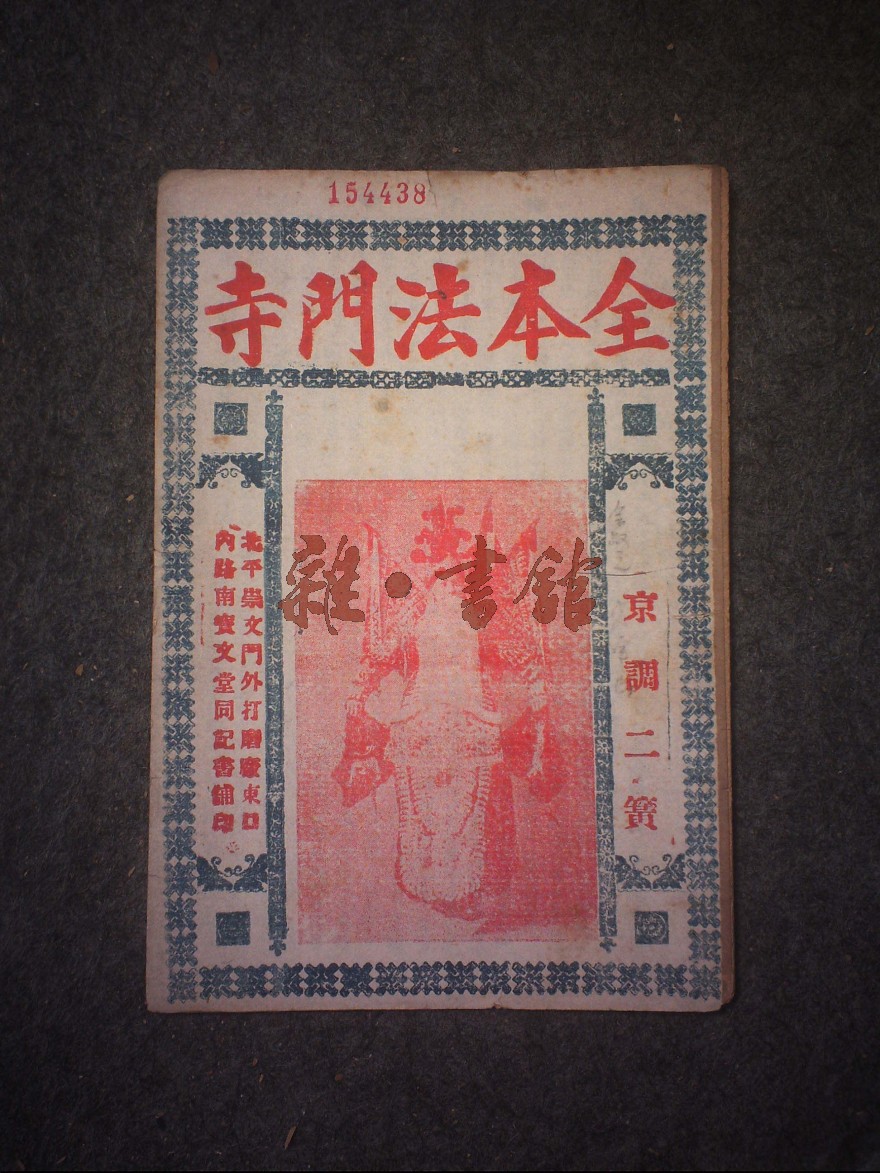 154438
全本法門寺
京調二簧
北平崇文門外打磨廠東口
內路南寶文堂同記書鋪印
雜·書館